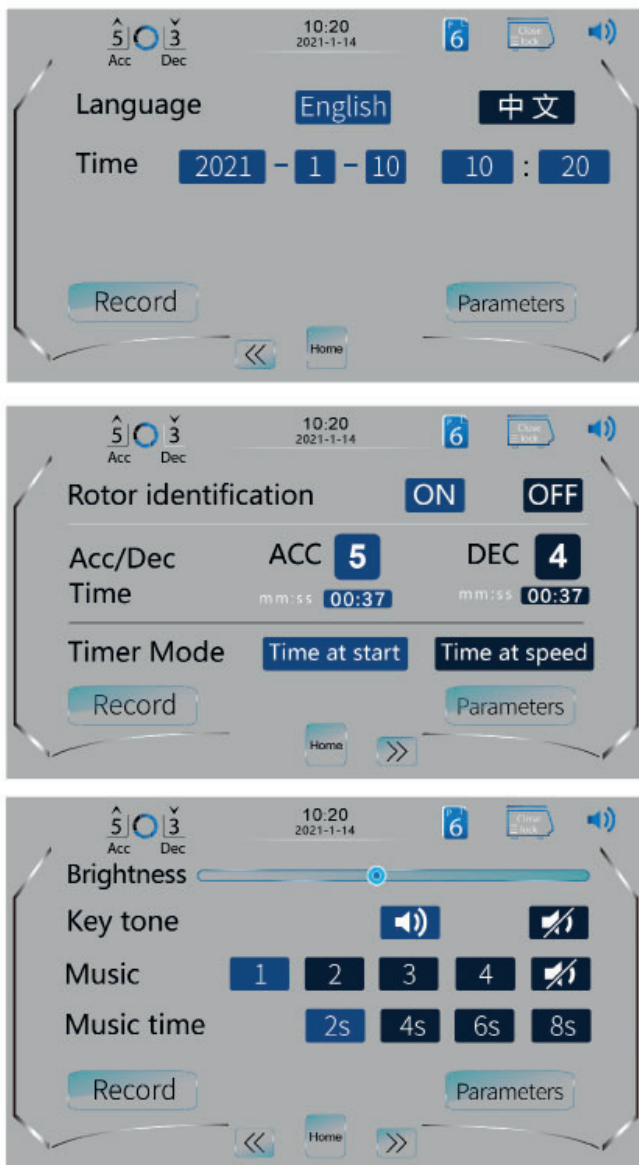 5 3 10:20 6 Close lock
Acc Dec 2021-1-14
Language English 中文
Time 2021 - 1 - 10 10 : 20
Record Parameters
<< Home
5 3 10:20 6 Close lock
Acc Dec 2021-1-14
Rotor identification ON OFF
Acc/Dec Time ACC 5 DEC 4
mm:ss 00:37 mm:ss 00:37
Timer Mode Time at start Time at speed
Record Parameters
Home >>
5 3 10:20 6 Close lock
Acc Dec 2021-1-14
Brightness
Key tone
Music 1 2 3 4
Music time 2s 4s 6s 8s
Record Parameters
<< Home >>